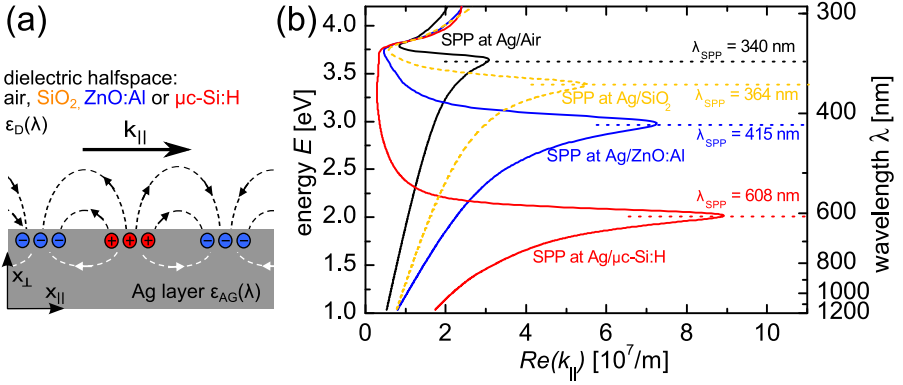 (a)
dielectric halfspace:
air, SiO2, ZnO:Al or µc-Si:H
εD(λ)
k||
− − − + + + − − −
x⊥
x||
Ag layer εAG(λ)
(b)
energy E [eV]
4.0
3.5
3.0
2.5
2.0
1.5
1.0
SPP at Ag/Air
λSPP = 340 nm
SPP at Ag/SiO2
λSPP = 364 nm
SPP at Ag/ZnO:Al
λSPP = 415 nm
SPP at Ag/µc-Si:H
λSPP = 608 nm
300
400
600
800
1000
1200
wavelength λ [nm]
0 2 4 6 8 10
Re(k||) [10^7/m]